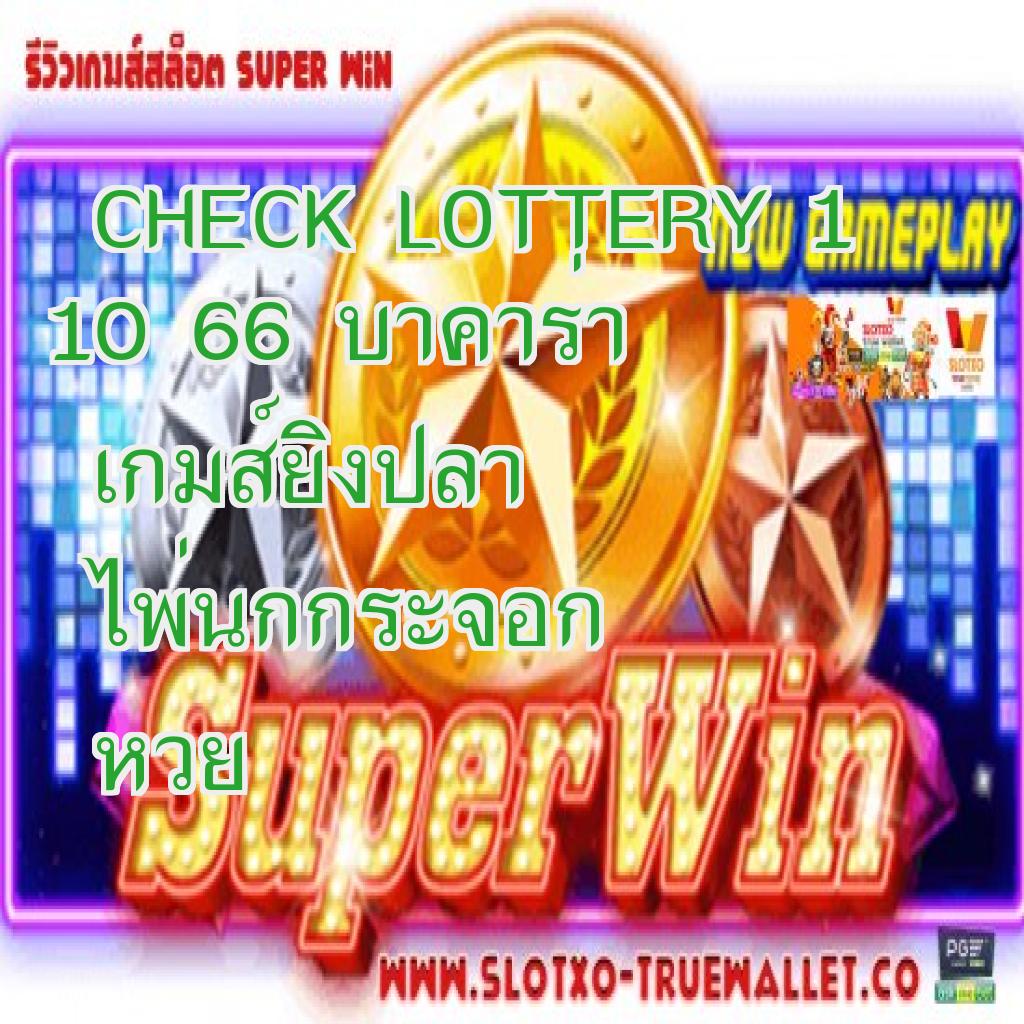 รีวิวเกมส์สล็อต SUPER WIN
CHECK LOTTERY 1
NEW GAMEPLAY
10 66 บาคาร่า
SLOTXO
เกมส์ยิงปลา
ไพ่นกกระจอก
หวย
SuperWin
WWW.SLOTXO-TRUEWALLET.CO